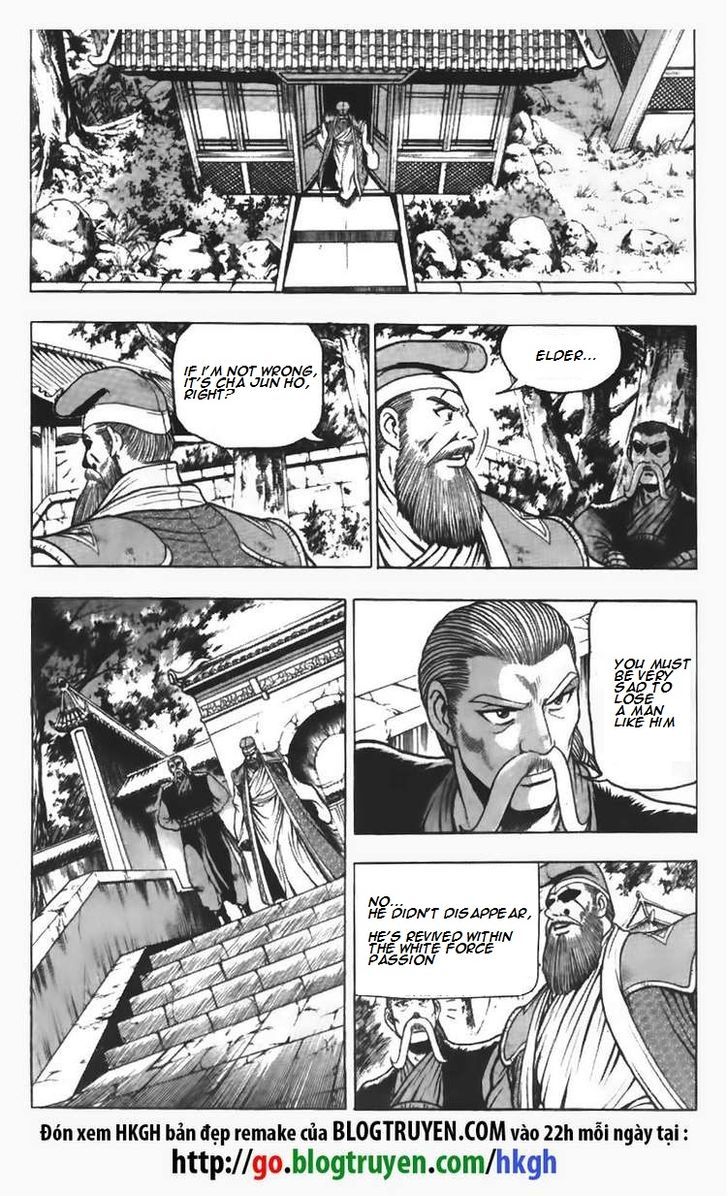 IF I'M NOT WRONG,
IT'S CHA JUN HO,
RIGHT?
ELDER...
YOU MUST
BE VERY
SAD TO
LOSE
A MAN
LIKE HIM
NO...
HE DIDN'T DISAPPEAR,
HE'S REVIVED WITHIN
THE WHITE FORCE
PASSION
Đón xem HKGH bản đẹp remake của BLOGTRUYEN.COM vào 22h mỗi ngày tại :
http://go.blogtruyen.com/hkgh